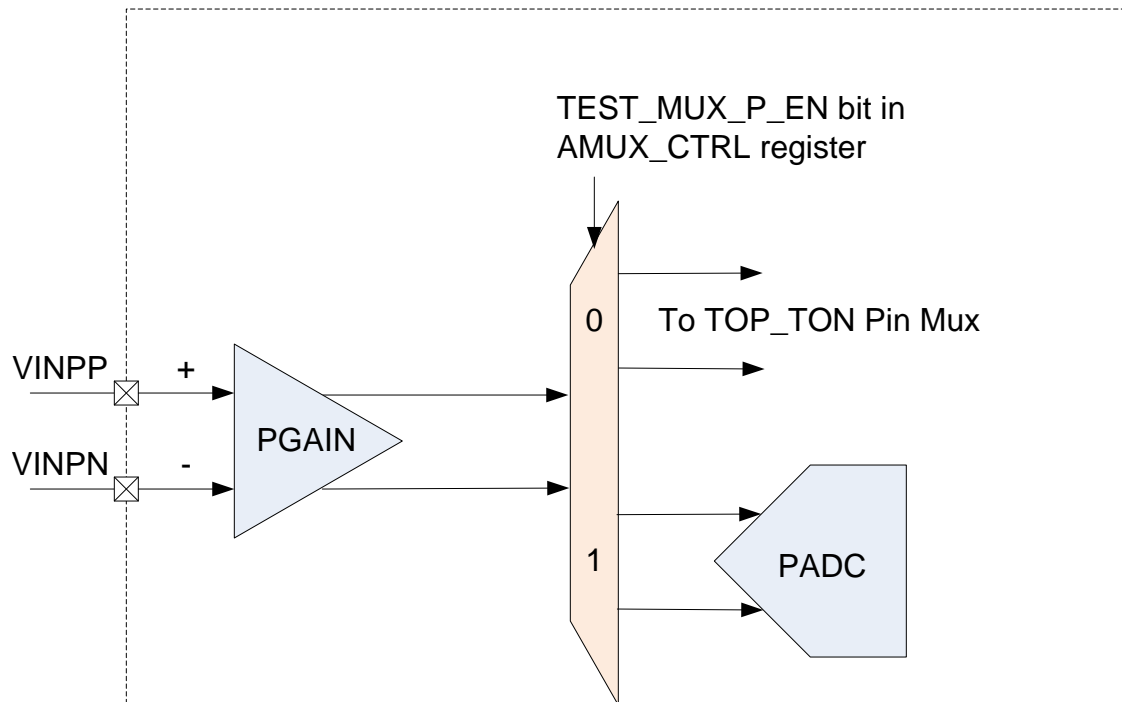 TEST_MUX_P_EN bit in
AMUX_CTRL register
0
To TOP_TON Pin Mux
VINPP
+
PGAIN
VINPN
-
1
PADC